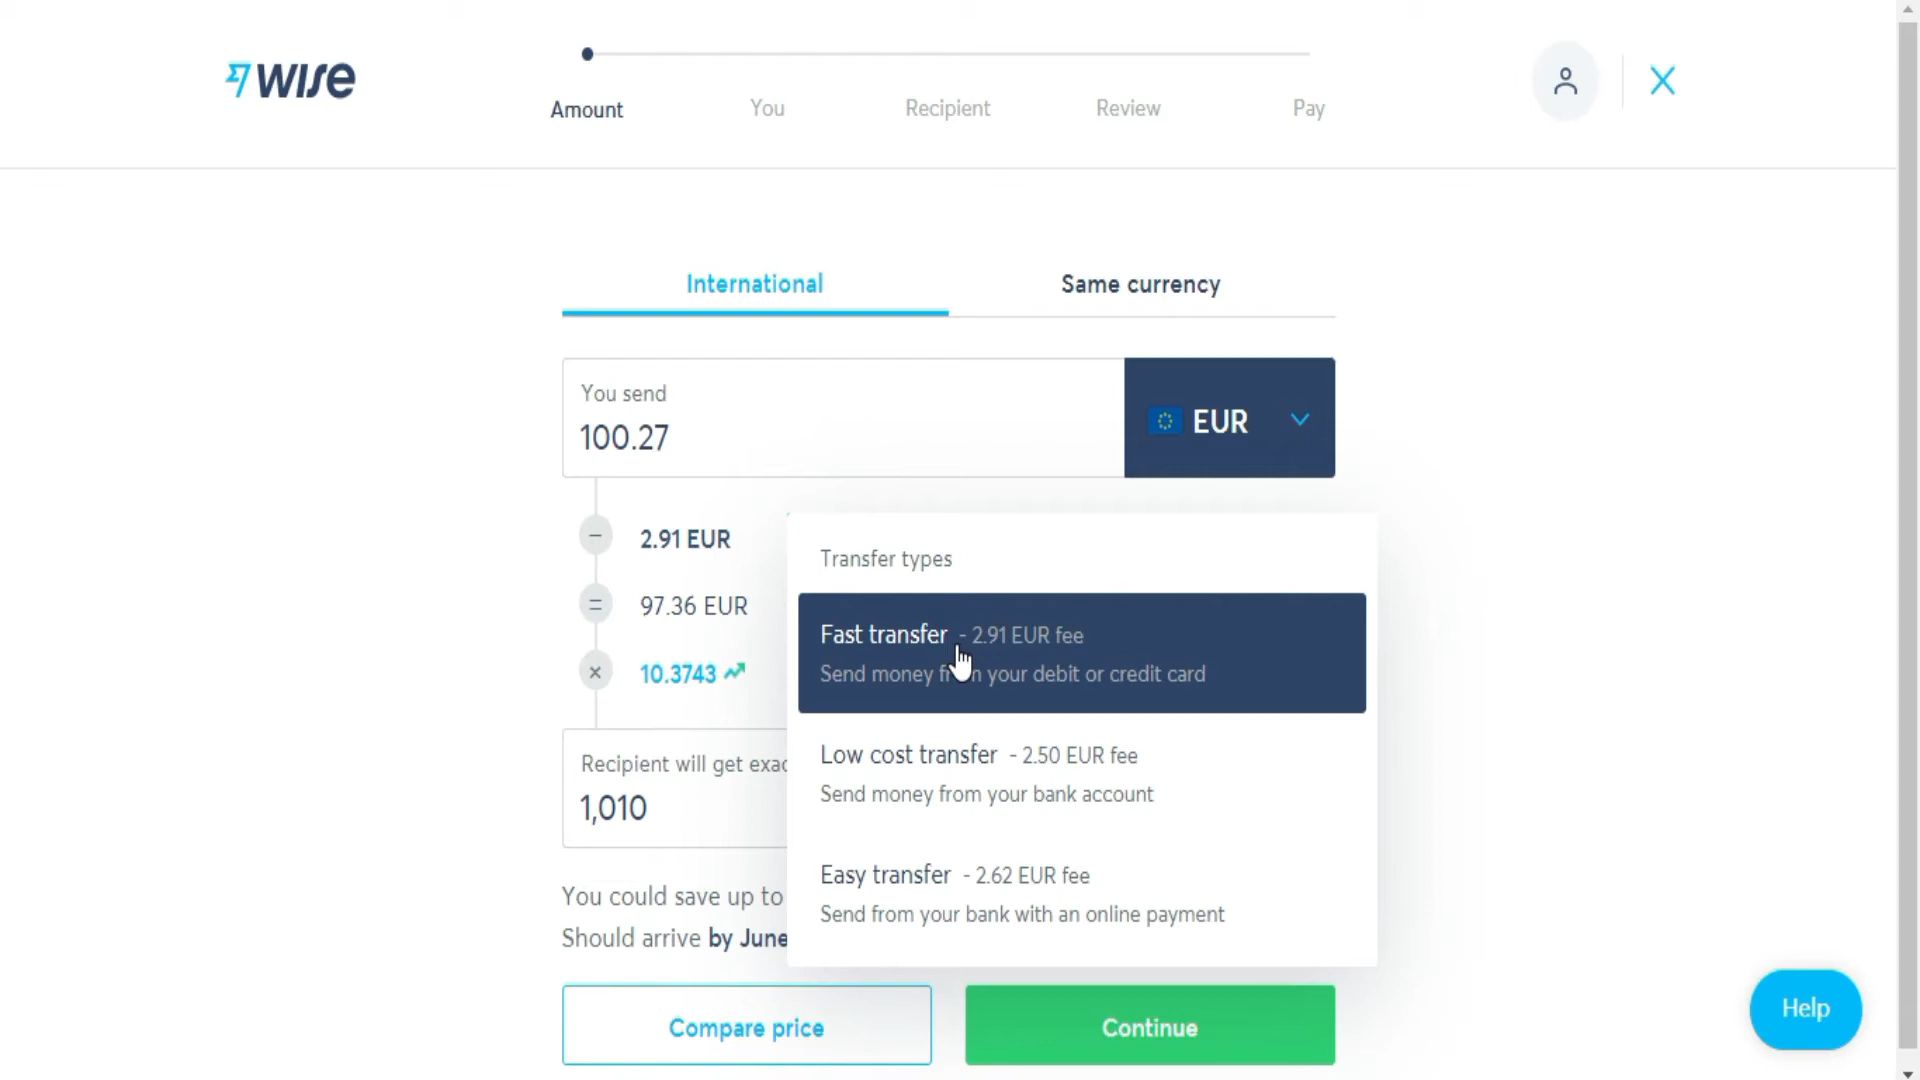 wise
Amount
You
Recipient
Review
Pay
International
Same currency
You send
100.27
EUR
− 2.91 EUR
= 97.36 EUR
× 10.3743
Transfer types
Fast transfer - 2.91 EUR fee
Send money your debit or credit card
Low cost transfer - 2.50 EUR fee
Send money from your bank account
Easy transfer - 2.62 EUR fee
Send from your bank with an online payment
Recipient will get exac
1,010
You could save up to
Should arrive by June
Compare price
Continue
Help